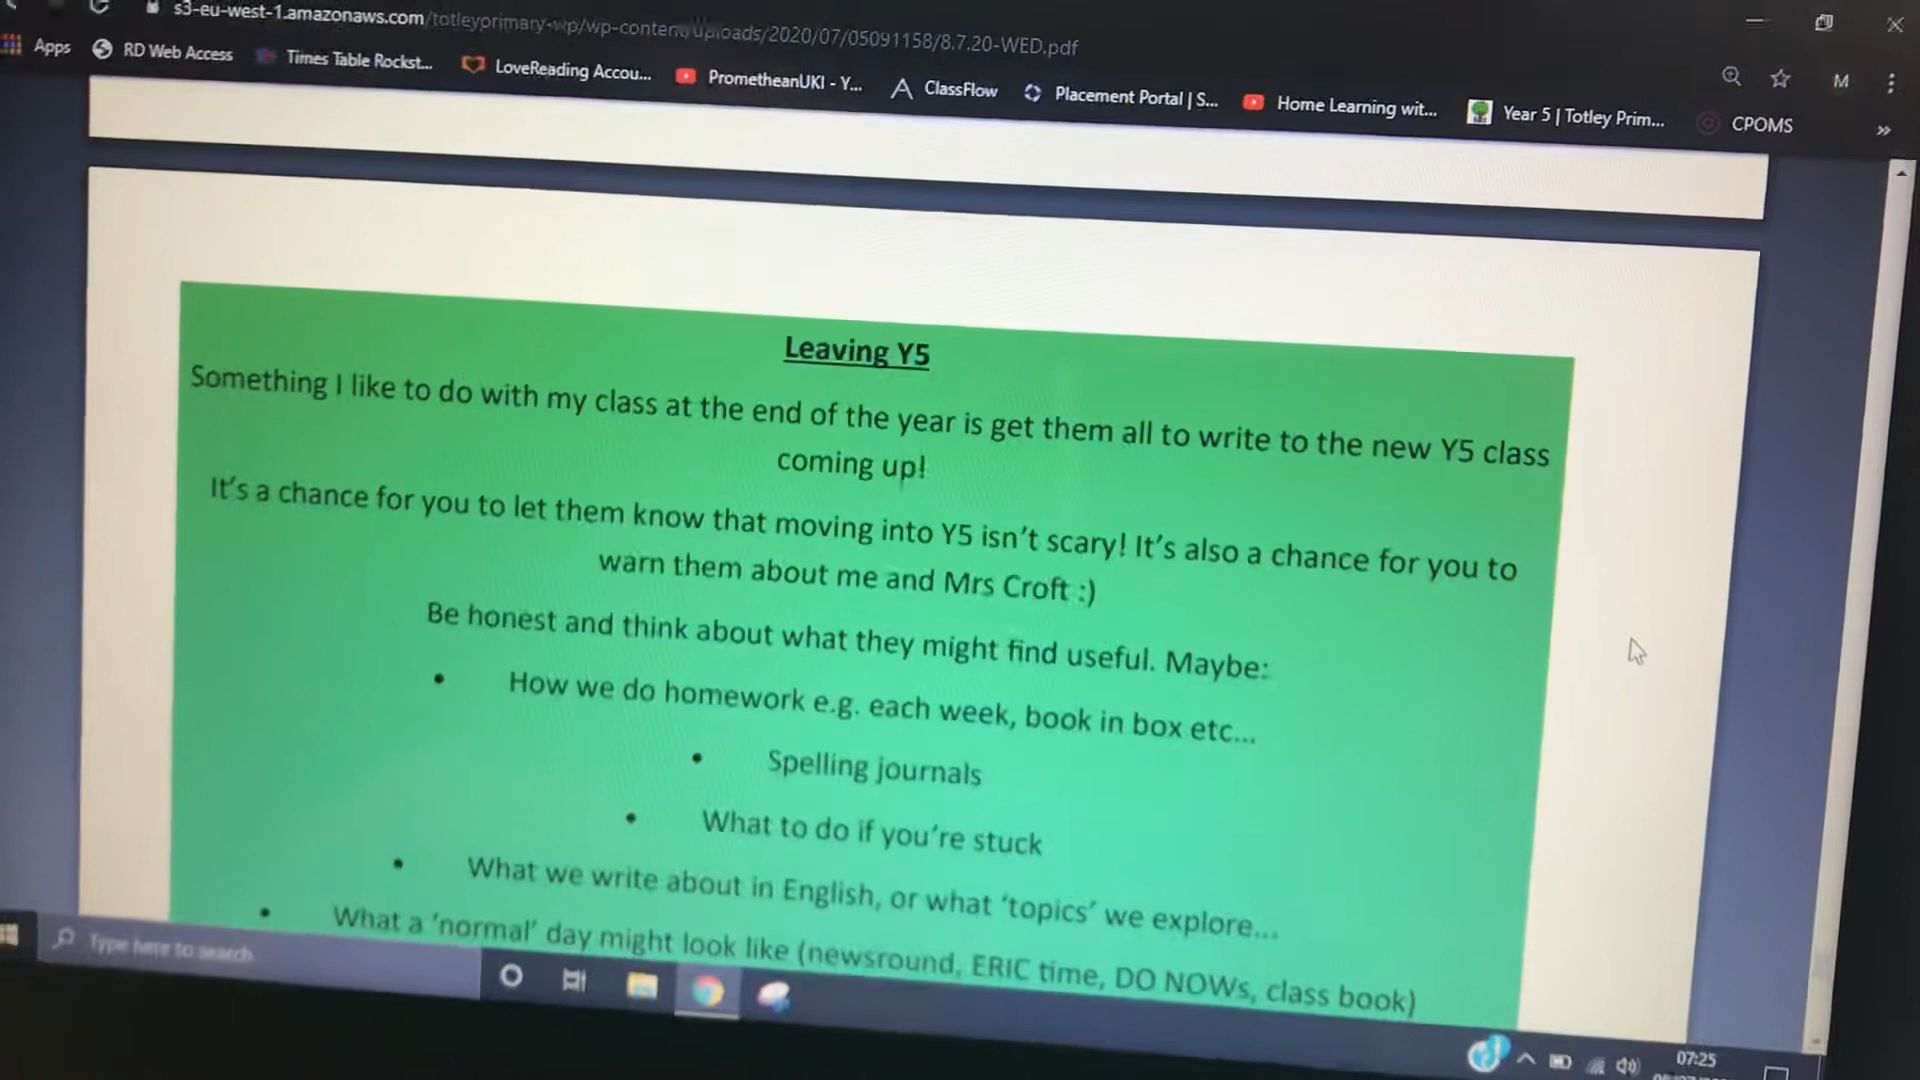 s3-eu-west-1.amazonaws.com/totleyprimary-wp/wp-content/uploads/2020/07/05091158/8.7.20-WED.pdf
Apps RD Web Access Times Table Rockst... LoveReading Accou... PrometheanUKI - Y... ClassFlow Placement Portal | S... Home Learning wit... Year 5 | Totley Prim... CPOMS »
M
Leaving Y5
Something I like to do with my class at the end of the year is get them all to write to the new Y5 class
coming up!
It's a chance for you to let them know that moving into Y5 isn't scary! It's also a chance for you to
warn them about me and Mrs Croft :)
Be honest and think about what they might find useful. Maybe:
• How we do homework e.g. each week, book in box etc...
• Spelling journals
• What to do if you're stuck
• What we write about in English, or what 'topics' we explore...
• What a 'normal' day might look like (newsround, ERIC time, DO NOWs, class book)
Type here to search
07:25